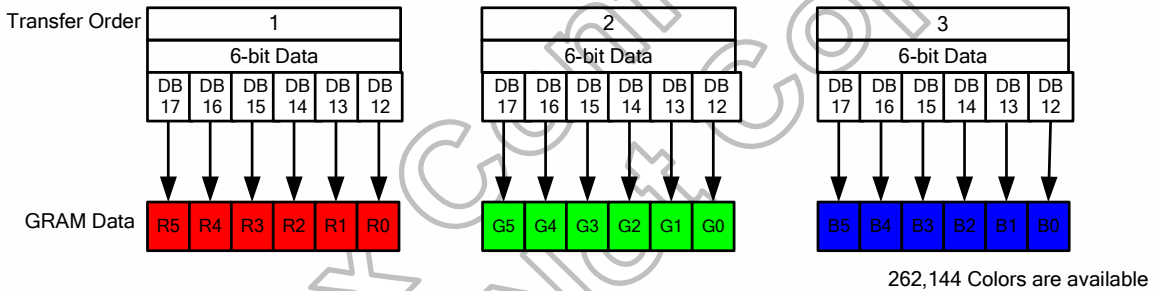 Transfer Order 1 2 3
6-bit Data 6-bit Data 6-bit Data
DB DB DB DB DB DB DB DB DB DB DB DB DB DB DB DB DB DB
17 16 15 14 13 12 17 16 15 14 13 12 17 16 15 14 13 12
GRAM Data R5 R4 R3 R2 R1 R0 G5 G4 G3 G2 G1 G0 B5 B4 B3 B2 B1 B0
262,144 Colors are available